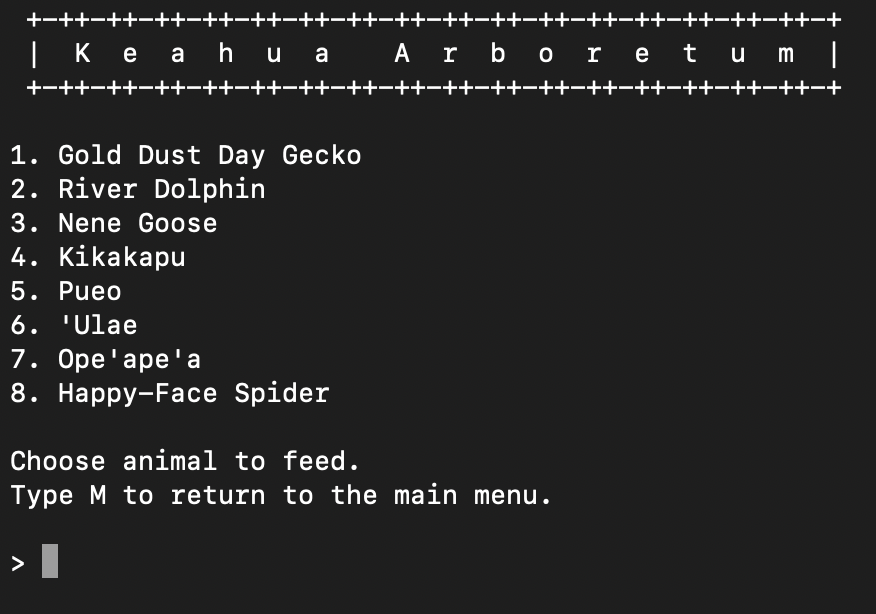 +-++-++-++-++-++-++-++-++-++-++-++-++-++-++-++-++-+
| K e a h u a   A r b o r e t u m |
+-++-++-++-++-++-++-++-++-++-++-++-++-++-++-++-++-+
1. Gold Dust Day Gecko
2. River Dolphin
3. Nene Goose
4. Kikakapu
5. Pueo
6. 'Ulae
7. Ope'ape'a
8. Happy-Face Spider
Choose animal to feed.
Type M to return to the main menu.
>